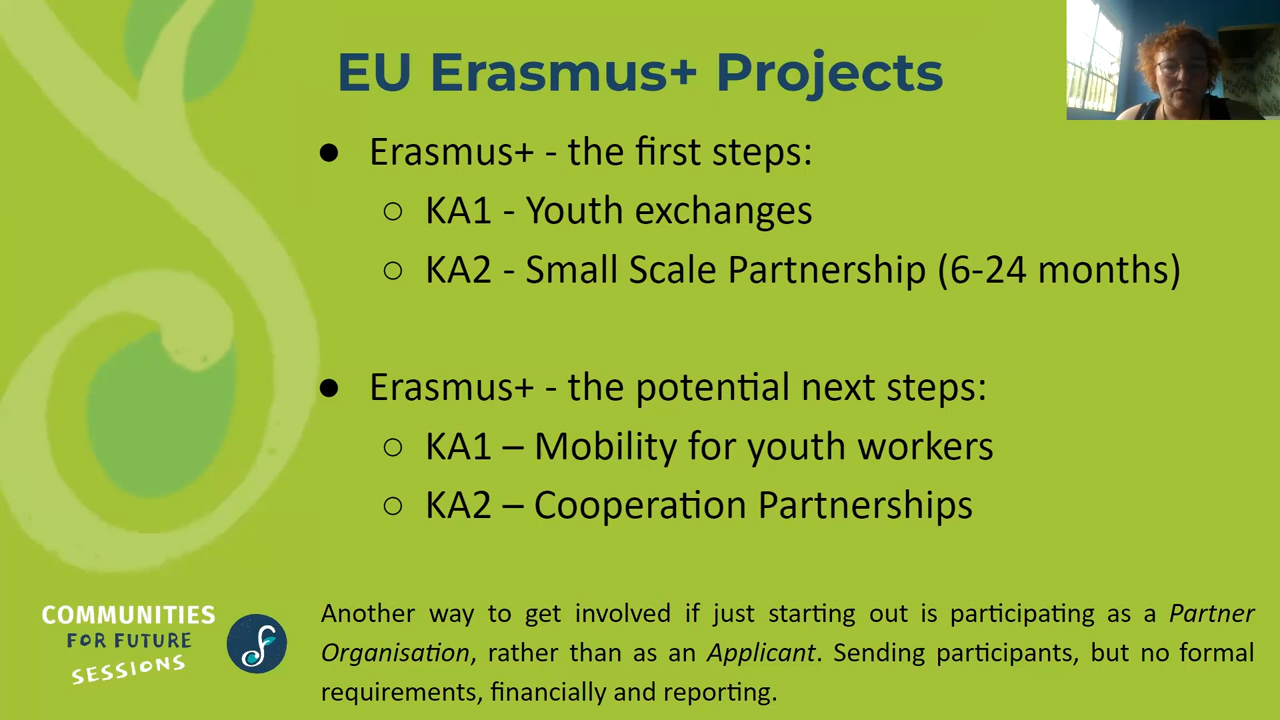 EU Erasmus+ Projects
● Erasmus+ - the first steps:
○ KA1 - Youth exchanges
○ KA2 - Small Scale Partnership (6-24 months)
● Erasmus+ - the potential next steps:
○ KA1 – Mobility for youth workers
○ KA2 – Cooperation Partnerships
Another way to get involved if just starting out is participating as a Partner
Organisation, rather than as an Applicant. Sending participants, but no formal
requirements, financially and reporting.
COMMUNITIES
FOR FUTURE
SESSIONS